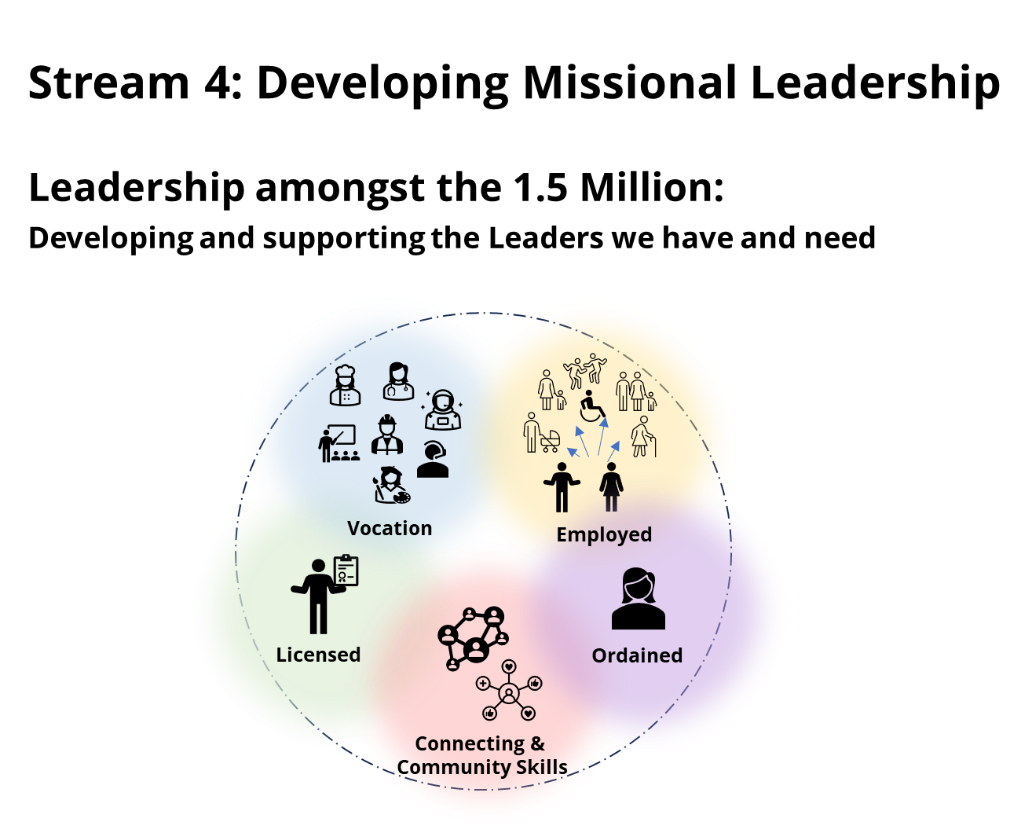 Stream 4: Developing Missional Leadership
Leadership amongst the 1.5 Million:
Developing and supporting the Leaders we have and need
Vocation
Employed
Licensed
Ordained
Connecting &
Community Skills